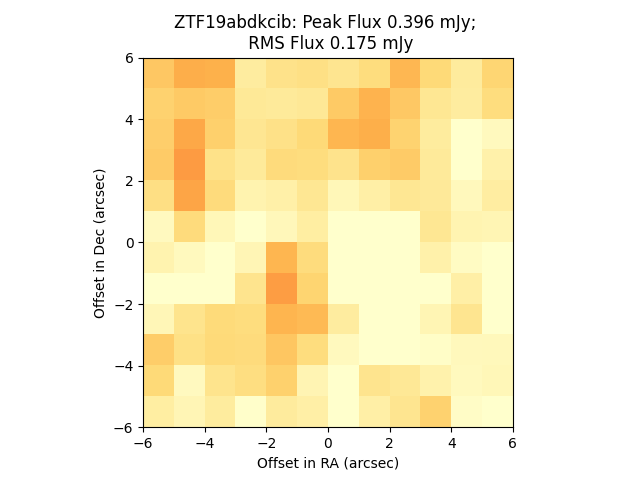 ZTF19abdkcib: Peak Flux 0.396 mJy;
RMS Flux 0.175 mJy
6
4
2
0
−2
−4
−6
Offset in Dec (arcsec)
−6 −4 −2 0 2 4 6
Offset in RA (arcsec)